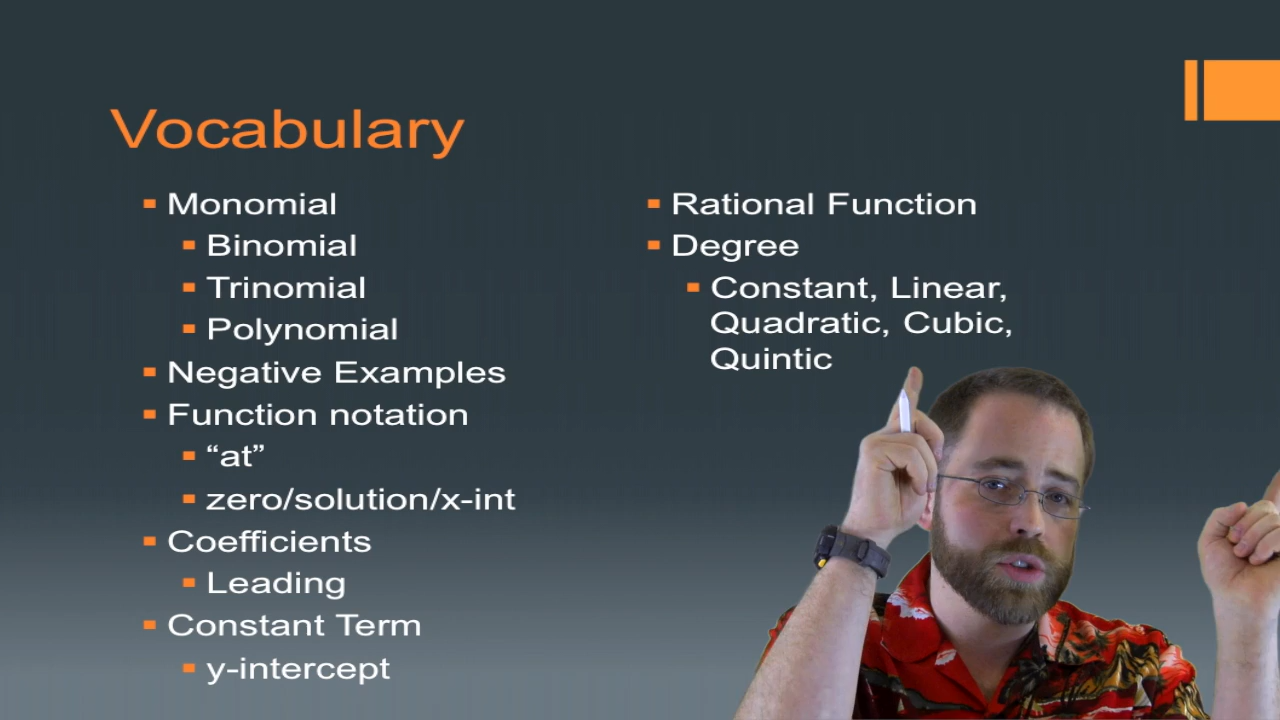 Vocabulary
Monomial
Binomial
Trinomial
Polynomial
Negative Examples
Function notation
“at”
zero/solution/x-int
Coefficients
Leading
Constant Term
y-intercept
Rational Function
Degree
Constant, Linear,
Quadratic, Cubic,
Quintic